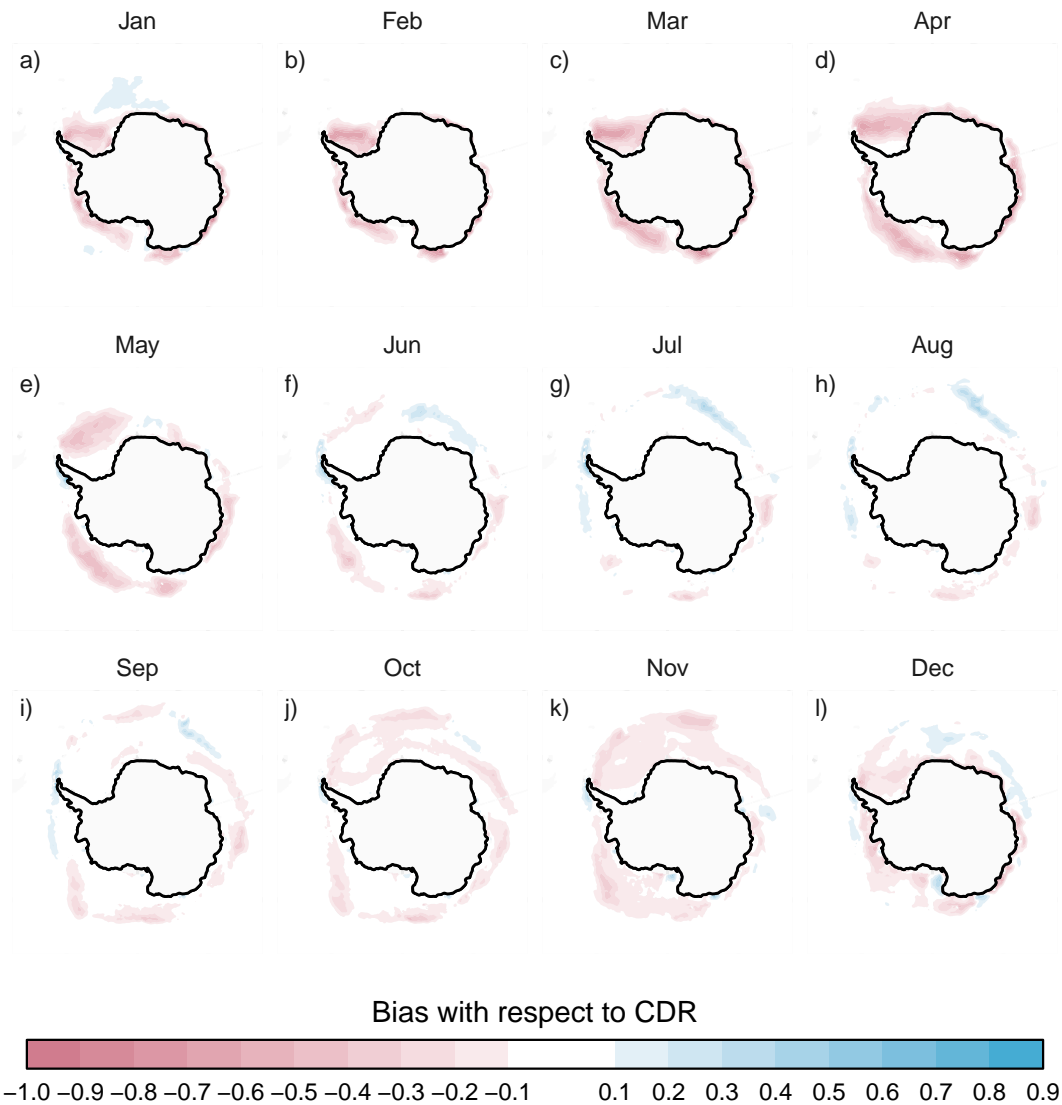 Jan Feb Mar Apr
a) b) c) d)
May Jun Jul Aug
e) f) g) h)
Sep Oct Nov Dec
i) j) k) l)
Bias with respect to CDR
−1.0 −0.9 −0.8 −0.7 −0.6 −0.5 −0.4 −0.3 −0.2 −0.1 0.1 0.2 0.3 0.4 0.5 0.6 0.7 0.8 0.9